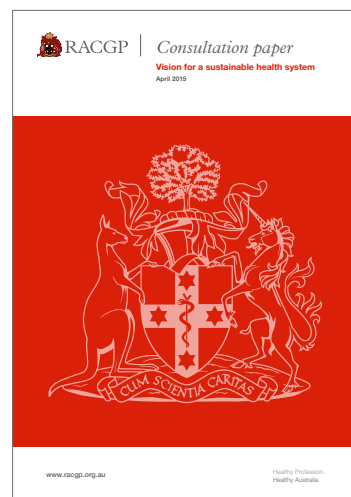 RACGP
Consultation paper
Vision for a sustainable health system
April 2015
CUM SCIENTIA CARITAS
www.racgp.org.au
Healthy Profession.
Healthy Australia.